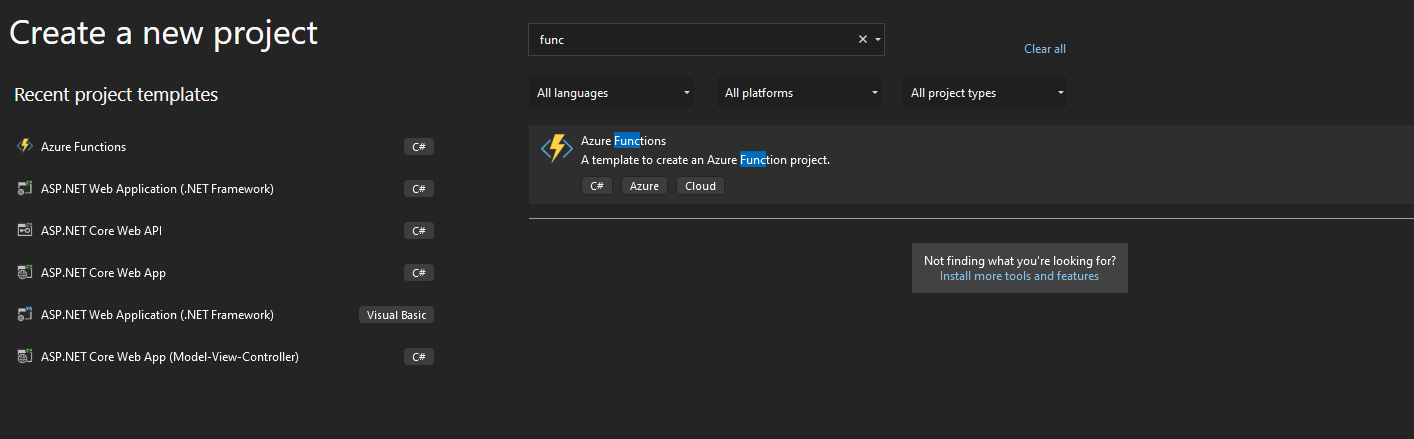 Create a new project
Recent project templates
Azure Functions C#
ASP.NET Web Application (.NET Framework) C#
ASP.NET Core Web API C#
ASP.NET Core Web App C#
ASP.NET Web Application (.NET Framework) Visual Basic
ASP.NET Core Web App (Model-View-Controller) C#
func
Clear all
All languages All platforms All project types
Azure Functions
A template to create an Azure Function project.
C# Azure Cloud
Not finding what you're looking for?
Install more tools and features